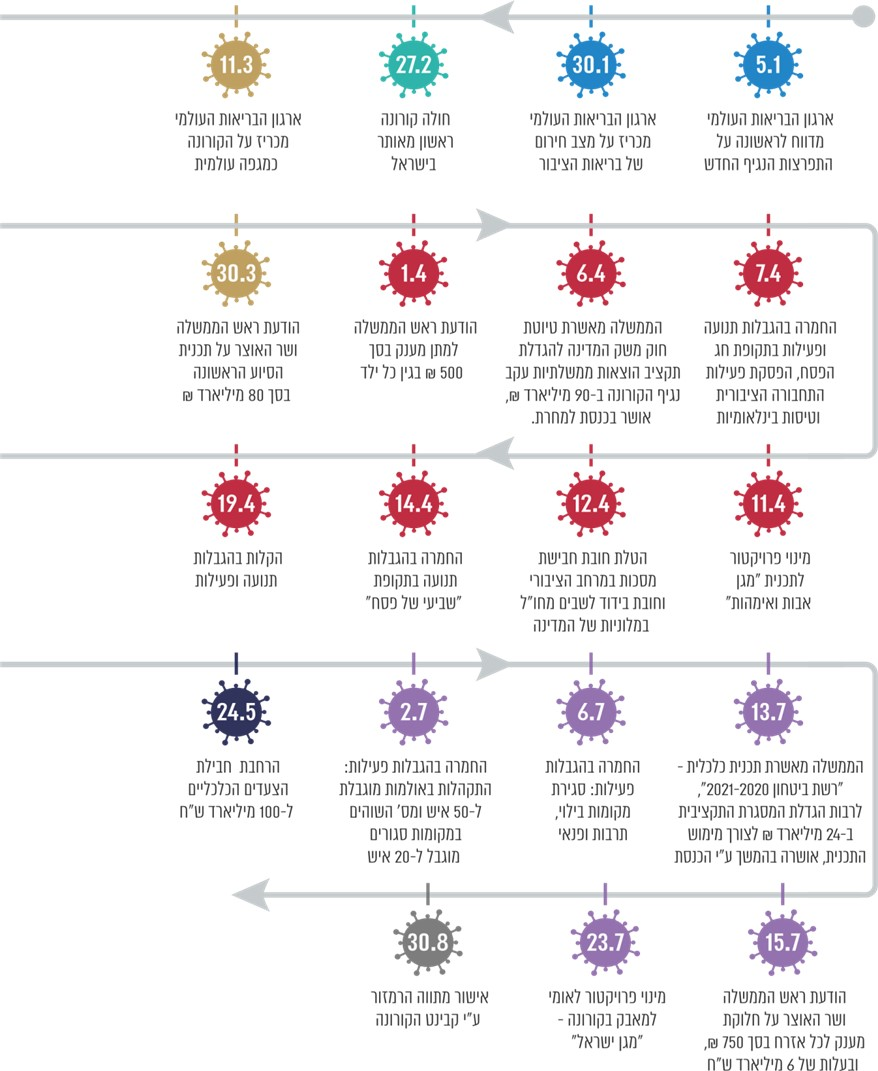 5.1
ארגון הבריאות העולמי
מדווח לראשונה על
התפרצות הנגיף החדש
30.1
ארגון הבריאות העולמי
מכריז על מצב חירום
של בריאות הציבור
27.2
חולה קורונה
ראשון מאותר
בישראל
11.3
ארגון הבריאות העולמי
מכריז על הקורונה
כמגפה עולמית
30.3
הודעת ראש הממשלה
ושר האוצר על תכנית
הסיוע הראשונה
בסך 80 מיליארד ₪
1.4
הודעת ראש הממשלה
למתן מענק בסך
500 ₪ בגין כל ילד
6.4
הממשלה מאשרת טיוטת
חוק משק המדינה להגדלת
תקציב הוצאות ממשלתיות עקב
נגיף הקורונה ב-90 מיליארד ₪,
אושר בכנסת למחרת.
7.4
החמרה בהגבלות תנועה
ופעילות בתקופת חג
הפסח, הפסקת פעילות
התחבורה הציבורית
וטיסות בינלאומיות
11.4
מינוי פרויקטור
לתכנית "מגן
אבות ואימהות"
12.4
הטלת חובת חבישת
מסכות במרחב הציבורי
וחובת בידוד לשבים מחו"ל
במלוניות של המדינה
14.4
החמרה בהגבלות
תנועה בתקופת
"שביעי של פסח"
19.4
הקלות בהגבלות
תנועה ופעילות
24.5
הרחבת חבילת
הצעדים הכלכליים
ל-100 מיליארד ש"ח
2.7
החמרה בהגבלות פעילות:
התקהלות באולמות מוגבלת
ל-50 איש ומס' השוהים
במקומות סגורים
מוגבל ל-20 איש
6.7
החמרה בהגבלות
פעילות: סגירת
מקומות בילוי,
תרבות ופנאי
13.7
הממשלה מאשרת תכנית כלכלית -
"רשת ביטחון 2021-2020",
לרבות הגדלת המסגרת התקציבית
ב-24 מיליארד ₪ לצורך מימוש
התכנית, אושרה בהמשך ע"י הכנסת
15.7
הודעת ראש הממשלה
ושר האוצר על חלוקת
מענק לכל אזרח בסך 750 ₪,
ובעלות של 6 מיליארד ש"ח
23.7
מינוי פרויקטור לאומי
למאבק בקורונה -
"מגן ישראל"
30.8
אישור מתווה הרמזור
ע"י קבינט הקורונה